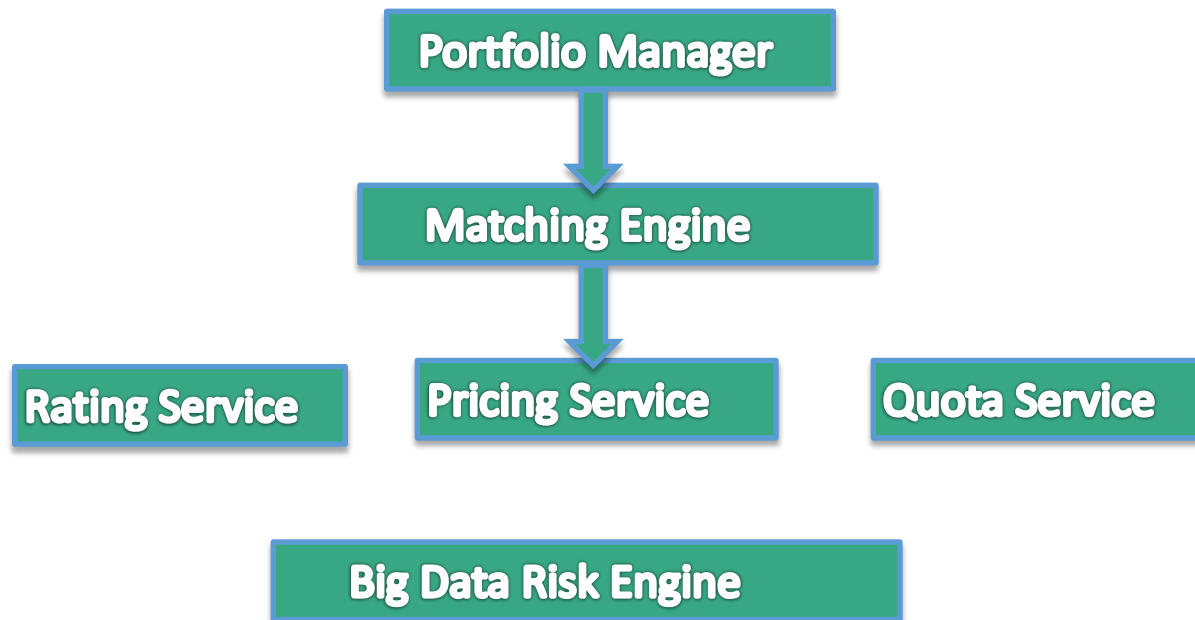 Portfolio Manager
Matching Engine
Rating Service
Pricing Service
Quota Service
Big Data Risk Engine